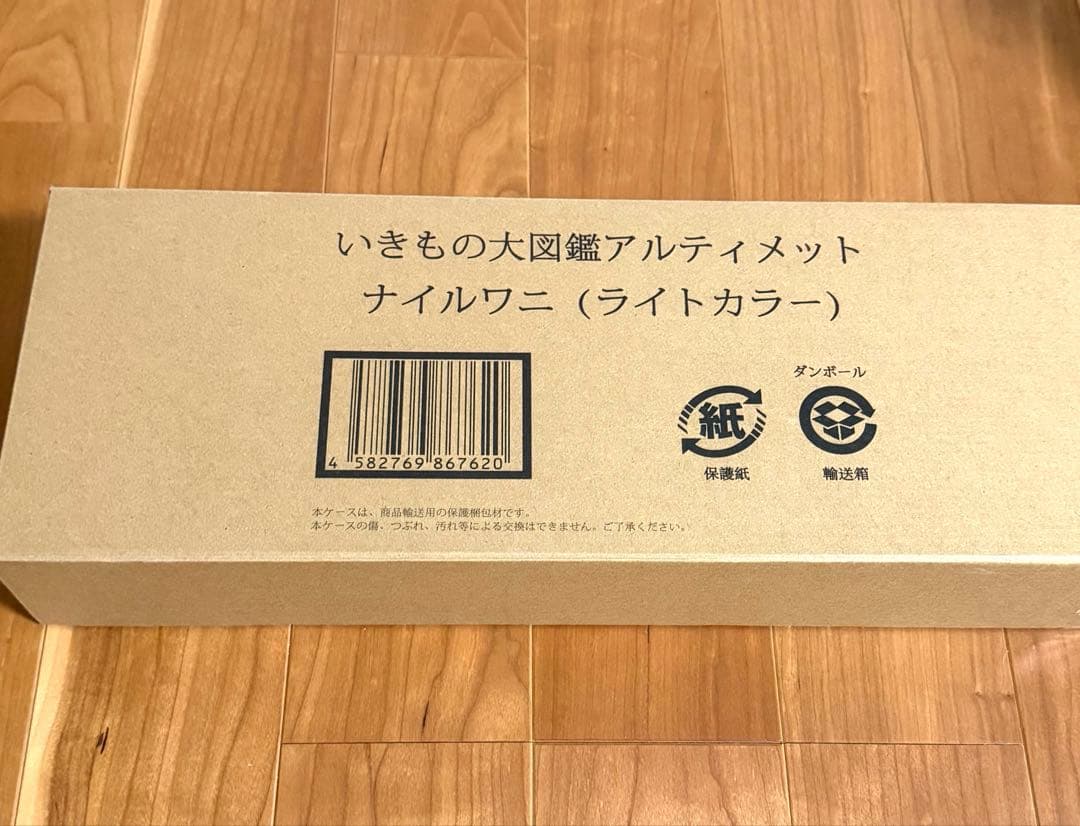 いきもの大図鑑アルティメット
ナイルワニ（ライトカラー）
4 582769 867620
紙
保護紙
ダンボール
輸送箱
本ケースは、商品輸送用の保護梱包材です。
本ケースの傷、つぶれ、汚れ等による交換はできません。ご了承ください。